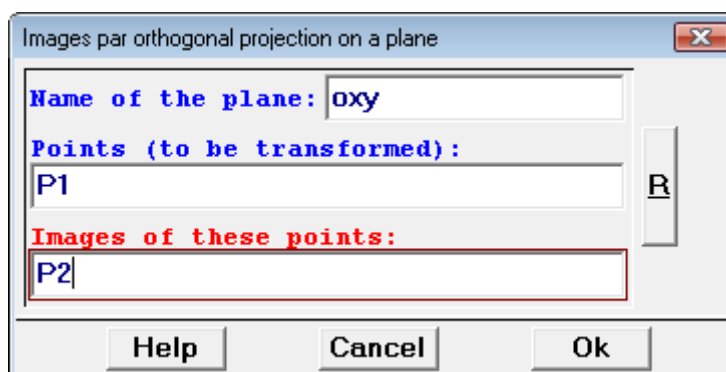 Images par orthogonal projection on a plane
Name of the plane: oxy
Points (to be transformed):
P1
R
Images of these points:
P2
Help Cancel Ok